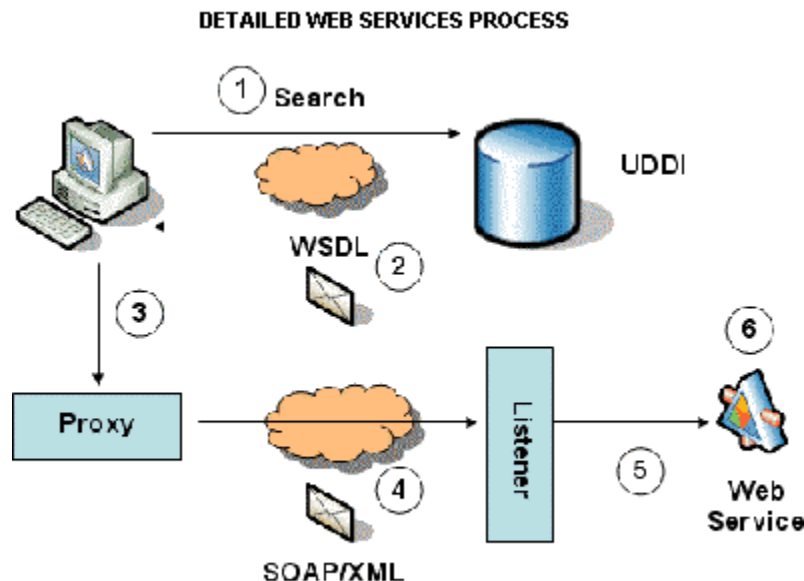 DETAILED WEB SERVICES PROCESS
1 Search
UDDI
WSDL 2
3
6
Proxy
Listener
4
5
Web
Service
SOAP/XML